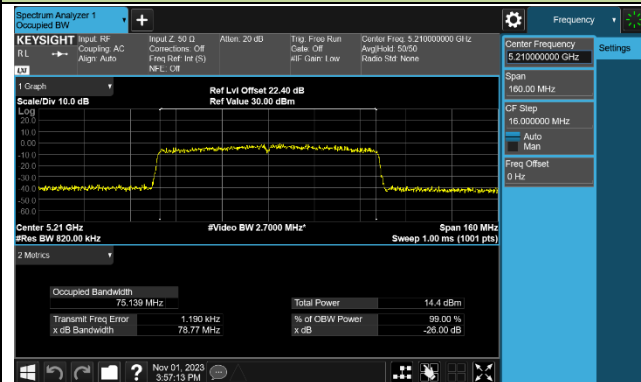 Spectrum Analyzer 1
Occupied BW
Frequency
KEYSIGHT
RL
LXI
Input: RF
Coupling: AC
Align: Auto
Input Z: 50 Ω
Corrections: Off
Freq Ref: Int (S)
NFE: Off
Atten: 20 dB
Trig: Free Run
Gate: Off
#IF Gain: Low
Center Freq: 5.210000000 GHz
Avg|Hold: 50/50
Radio Std: None
Center Frequency
5.210000000 GHz
Settings
Span
160.00 MHz
CF Step
16.000000 MHz
Auto
Man
Freq Offset
0 Hz
1 Graph
Scale/Div 10.0 dB
Ref Lvl Offset 22.40 dB
Ref Value 30.00 dBm
Log
20.0
10.0
0.00
-10.0
-20.0
-30.0
-40.0
-50.0
-60.0
Center 5.21 GHz
#Res BW 820.00 kHz
#Video BW 2.7000 MHz*
Span 160 MHz
Sweep 1.00 ms (1001 pts)
2 Metrics
Occupied Bandwidth
75.139 MHz
Total Power 14.4 dBm
Transmit Freq Error 1.190 kHz
% of OBW Power 99.00 %
x dB Bandwidth 78.77 MHz
x dB -26.00 dB
Nov 01, 2023
3:57:13 PM